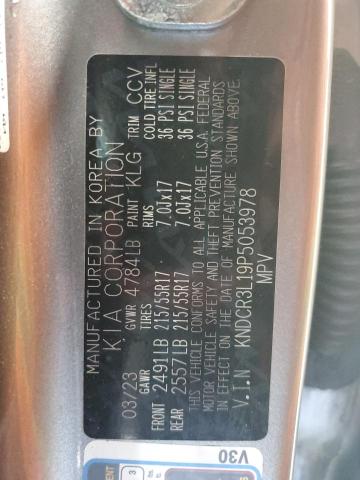 MANUFACTURED IN KOREA BY
KIA CORPORATION
03/23 GVWR 4784LB PAINT KLG TRIM CCV
GAWR TIRES RIMS COLD TIRE INFL
FRONT 2491LB 215/55R17 7.0Jx17 36 PSI SINGLE
REAR 2557LB 215/55R17 7.0Jx17 36 PSI SINGLE
THIS VEHICLE CONFORMS TO ALL APPLICABLE U.S.A. FEDERAL
MOTOR VEHICLE SAFETY AND THEFT PREVENTION STANDARDS
IN EFFECT ON THE DATE OF MANUFACTURE SHOWN ABOVE.
V.I.N KNDCR3L19P5053978
MPV
V30
3